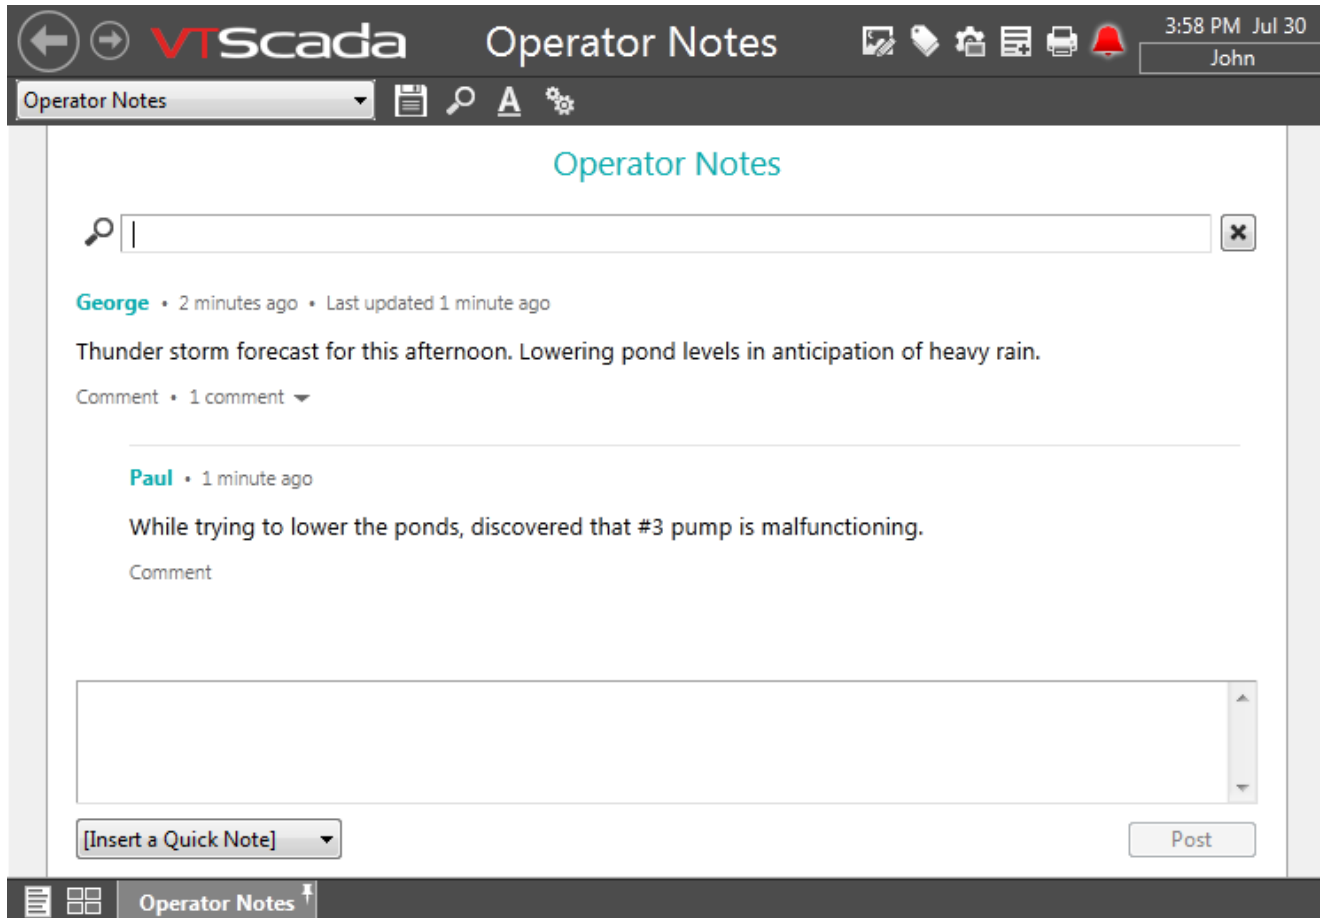 VTScada Operator Notes 3:58 PM Jul 30
John
Operator Notes A
Operator Notes
George • 2 minutes ago • Last updated 1 minute ago
Thunder storm forecast for this afternoon. Lowering pond levels in anticipation of heavy rain.
Comment • 1 comment
Paul • 1 minute ago
While trying to lower the ponds, discovered that #3 pump is malfunctioning.
Comment
[Insert a Quick Note] Post
Operator Notes